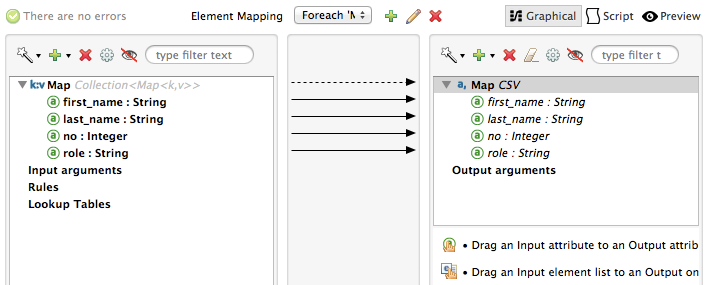 There are no errors
Element Mapping
Foreach 'M
Graphical
Script
Preview
type filter text
k:v Map Collection<Map<k,v>>
a first_name : String
a last_name : String
a no : Integer
a role : String
Input arguments
Rules
Lookup Tables
type filter t
a, Map CSV
a first_name : String
a last_name : String
a no : Integer
a role : String
Output arguments
a • Drag an Input attribute to an Output attrib
• Drag an Input element list to an Output on